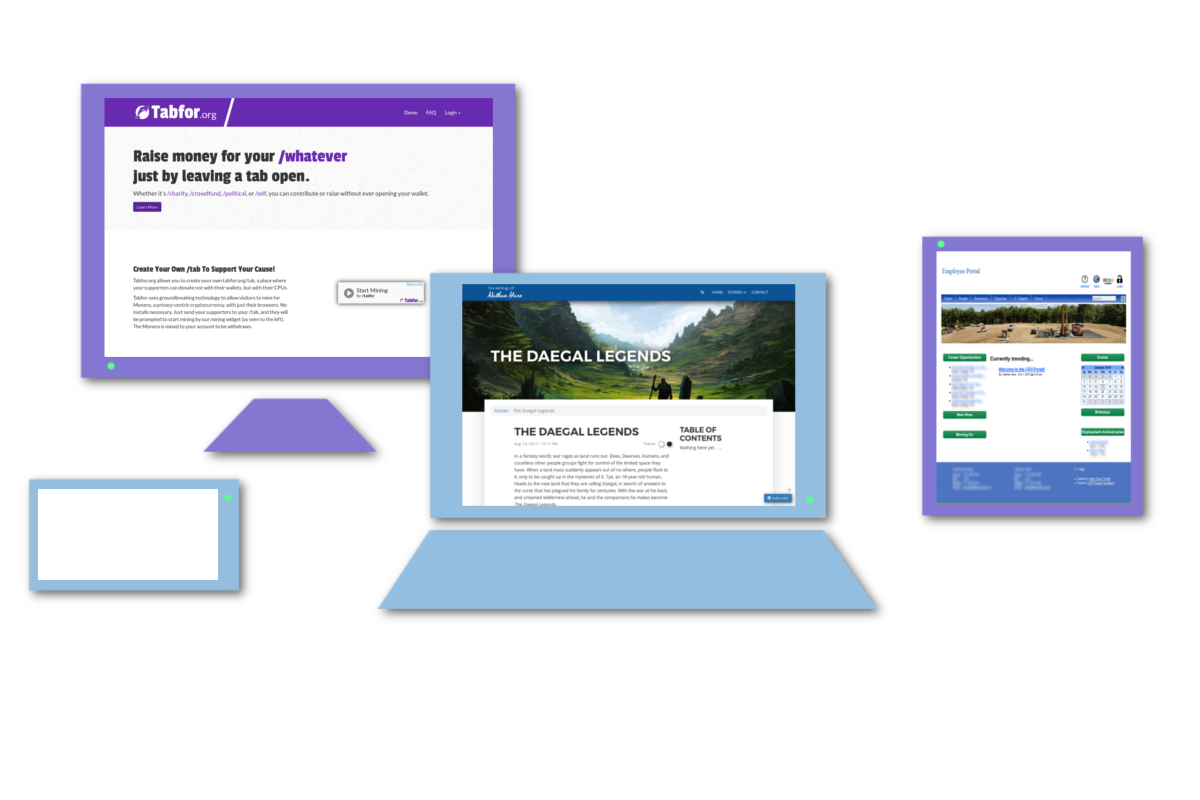 Tabfor.org
Demo FAQ Login
Raise money for your /whatever
just by leaving a tab open.
Whether it's /charity, /crowdfund, /political, or /self, you can contribute or raise without ever opening your wallet.
Learn More
Create Your Own /tab To Support Your Cause!
Tabfor.org allows you to create your own tabfor.org/tab, a place where
your supporters can donate not with their wallets, but with their CPUs.
Tabfor uses groundbreaking technology to allow visitors to mine for
Monero, a privacy-centric cryptocurrency, with just their browsers. No
installs necessary. Just send your supporters to your /tab, and they will
be prompted to start mining by our mining widget (as seen to the left).
The Monero is mined to your account to be withdrawn.
Start Mining
for /tabfor
Tabfor...
The Writings Of
Nathan Hare
HOME STORIES CONTACT
THE DAEGAL LEGENDS
Stories The Daegal Legends
THE DAEGAL LEGENDS
Aug. 22, 2017 - 10:11 PM
In a fantasy world, war rages as land runs out. Elves, Dwarves, Humans, and
countless other people groups fight for control of the limited space they
have. When a land mass suddenly appears out of no where, people flock to
it, only to be caught up in the mysteries of it. Tye, an 18 year-old human,
heads to the new land that they are calling Daegal, in search of answers to
the curse that has plagued his family for centuries. With the war at his back,
and untamed wilderness ahead, he and the companions he makes become
The Daegal Legends
TABLE OF
CONTENTS
Nothing here yet . . .
Subscribe
Employee Portal
Home People Resources Supplies IT Support Travel
Career Opportunities
New Hires
Moving Up
Currently trending...
Welcome to the
Portal
Events
January 2010
Birthdays
Employment Anniversaries